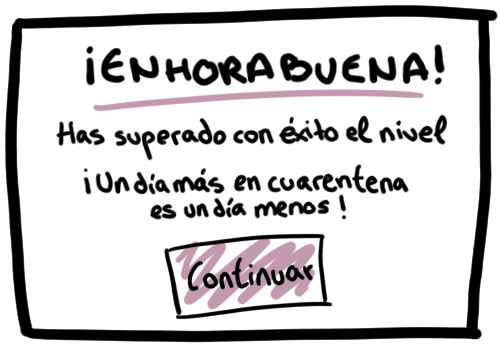 ¡ENHORABUENA!
Has superado con éxito el nivel
¡Un día más en cuarentena
es un día menos!
Continuar